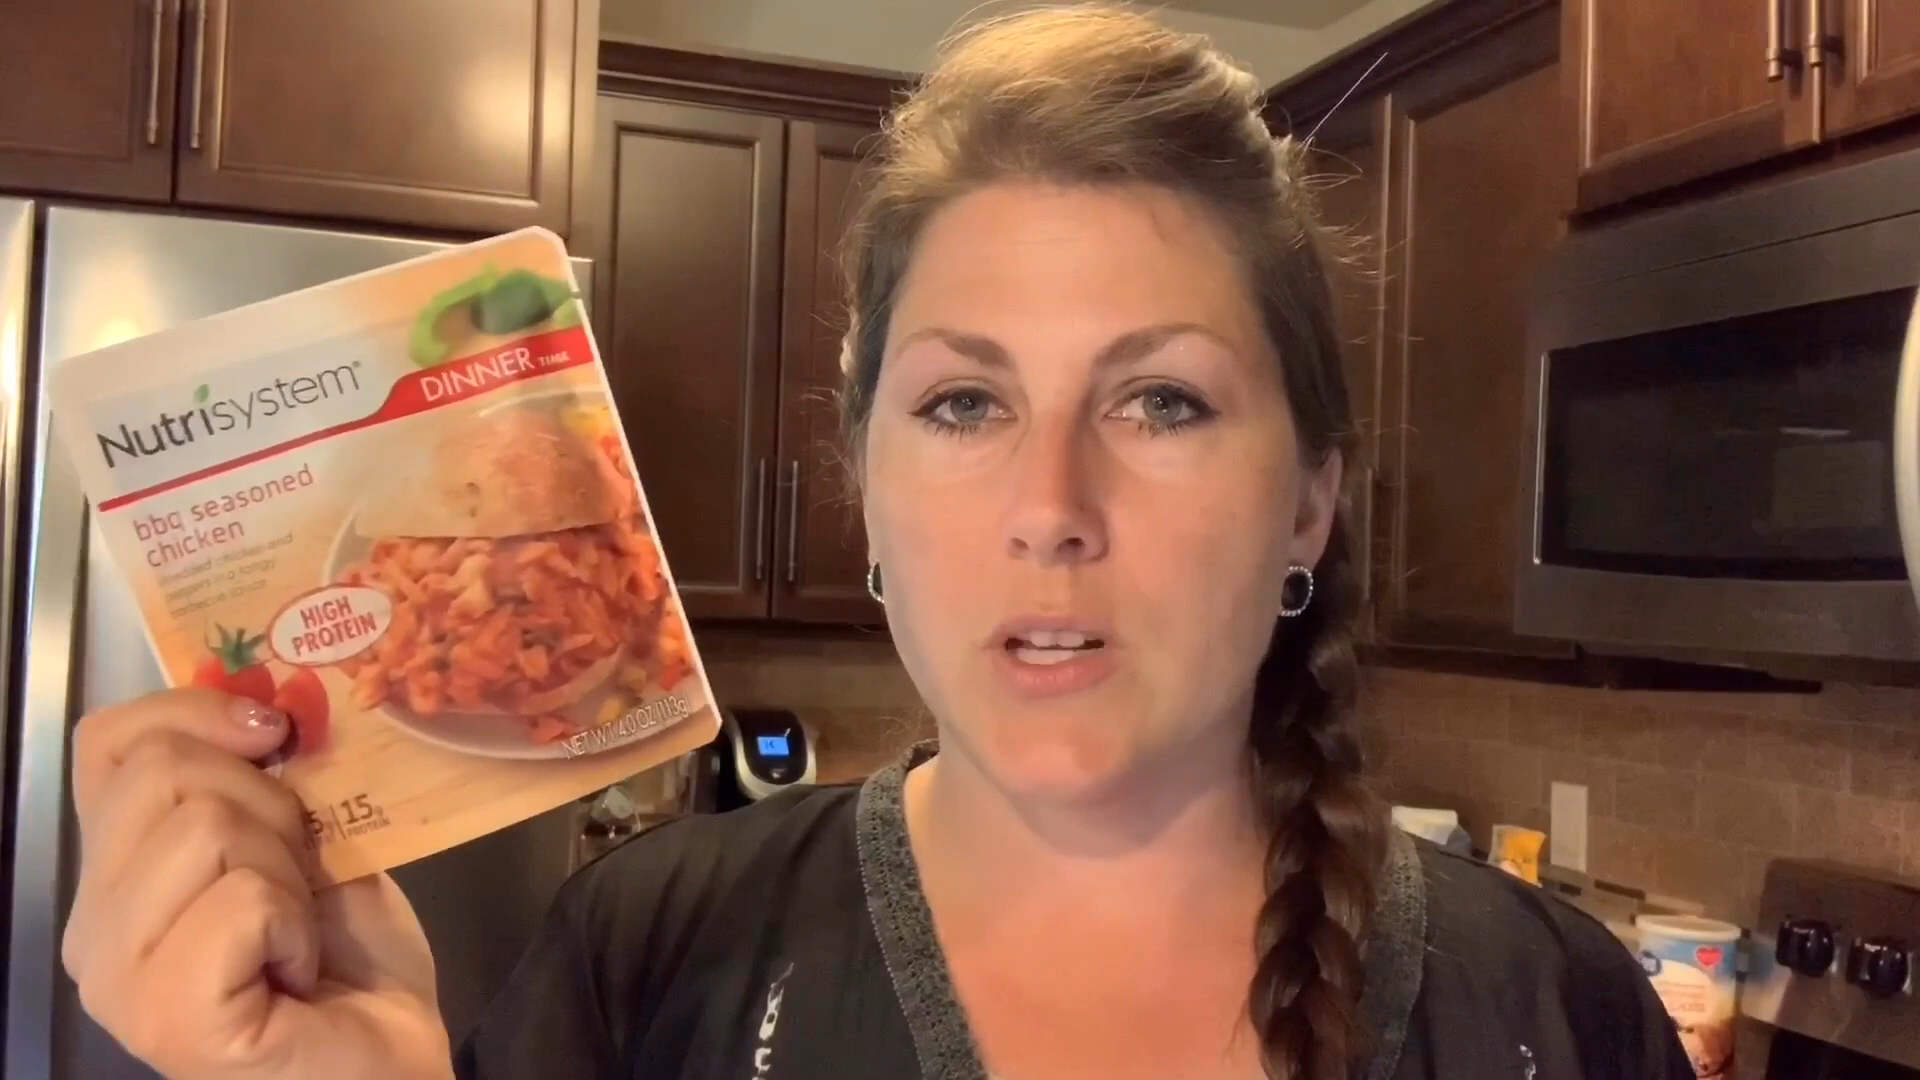 Nutrisystem®
DINNER TIME
bbq seasoned
chicken
shredded chicken and
peppers in a tangy
barbecue sauce
HIGH
PROTEIN
NET WT 4.0 OZ (113g)
15g
PROTEIN